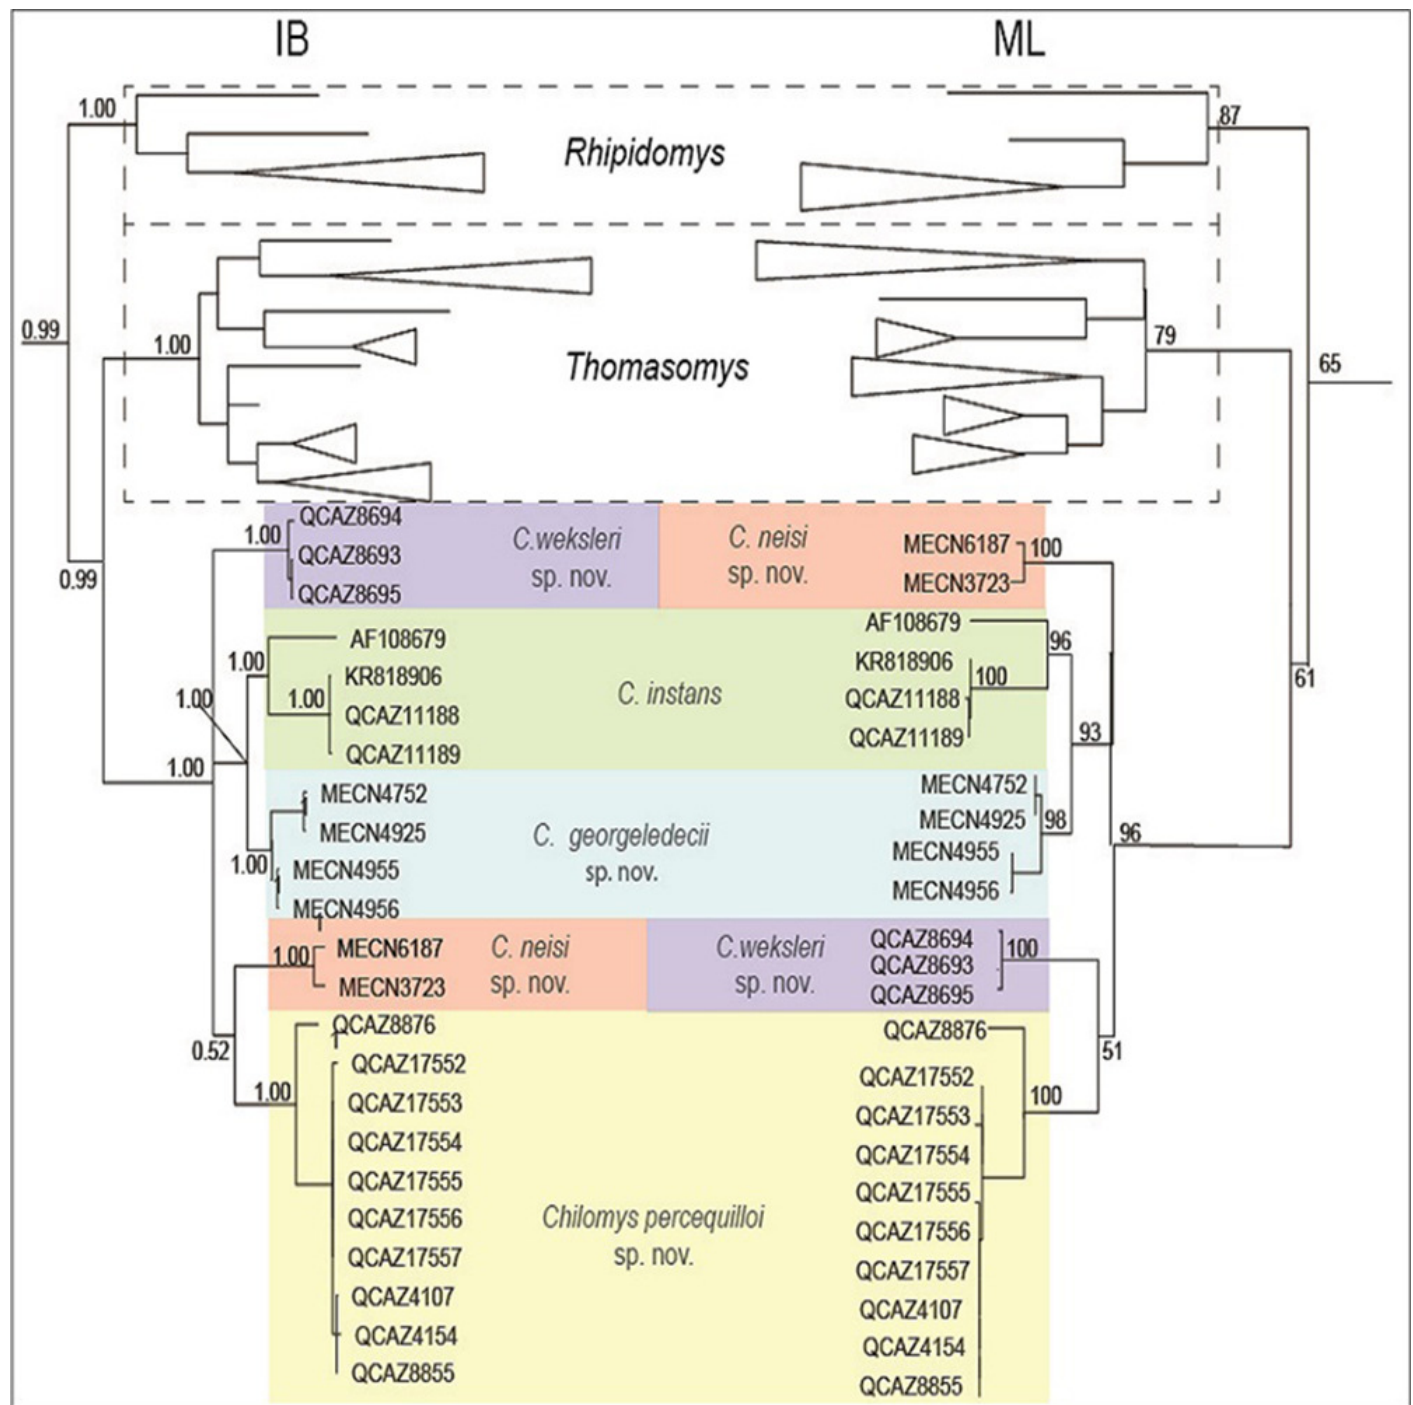 IB ML
1.00 87
Rhipidomys
0.99 1.00 Thomasomys 79 65
QCAZ8694
1.00 QCAZ8693
QCAZ8695
C.weksleri
sp. nov.
C. neisi
sp. nov.
MECN6187 100
MECN3723
0.99
1.00 AF108679
KR818906
1.00 QCAZ11188
QCAZ11189
1.00
C. instans
AF108679 96
KR818906
100
QCAZ11188
QCAZ11189
93
61
1.00
MECN4752
MECN4925
1.00 MECN4955
MECN4956
C. georgeledecii
sp. nov.
MECN4752
MECN4925 98
MECN4955
MECN4956
96
1.00 MECN6187
MECN3723
C. neisi
sp. nov.
C.weksleri
sp. nov.
QCAZ8694 100
QCAZ8693
QCAZ8695
0.52
51
1.00
QCAZ8876
QCAZ17552
QCAZ17553
QCAZ17554
QCAZ17555
QCAZ17556
QCAZ17557
QCAZ4107
QCAZ4154
QCAZ8855
Chilomys percequilloi
sp. nov.
QCAZ8876
100
QCAZ17552
QCAZ17553
QCAZ17554
QCAZ17555
QCAZ17556
QCAZ17557
QCAZ4107
QCAZ4154
QCAZ8855